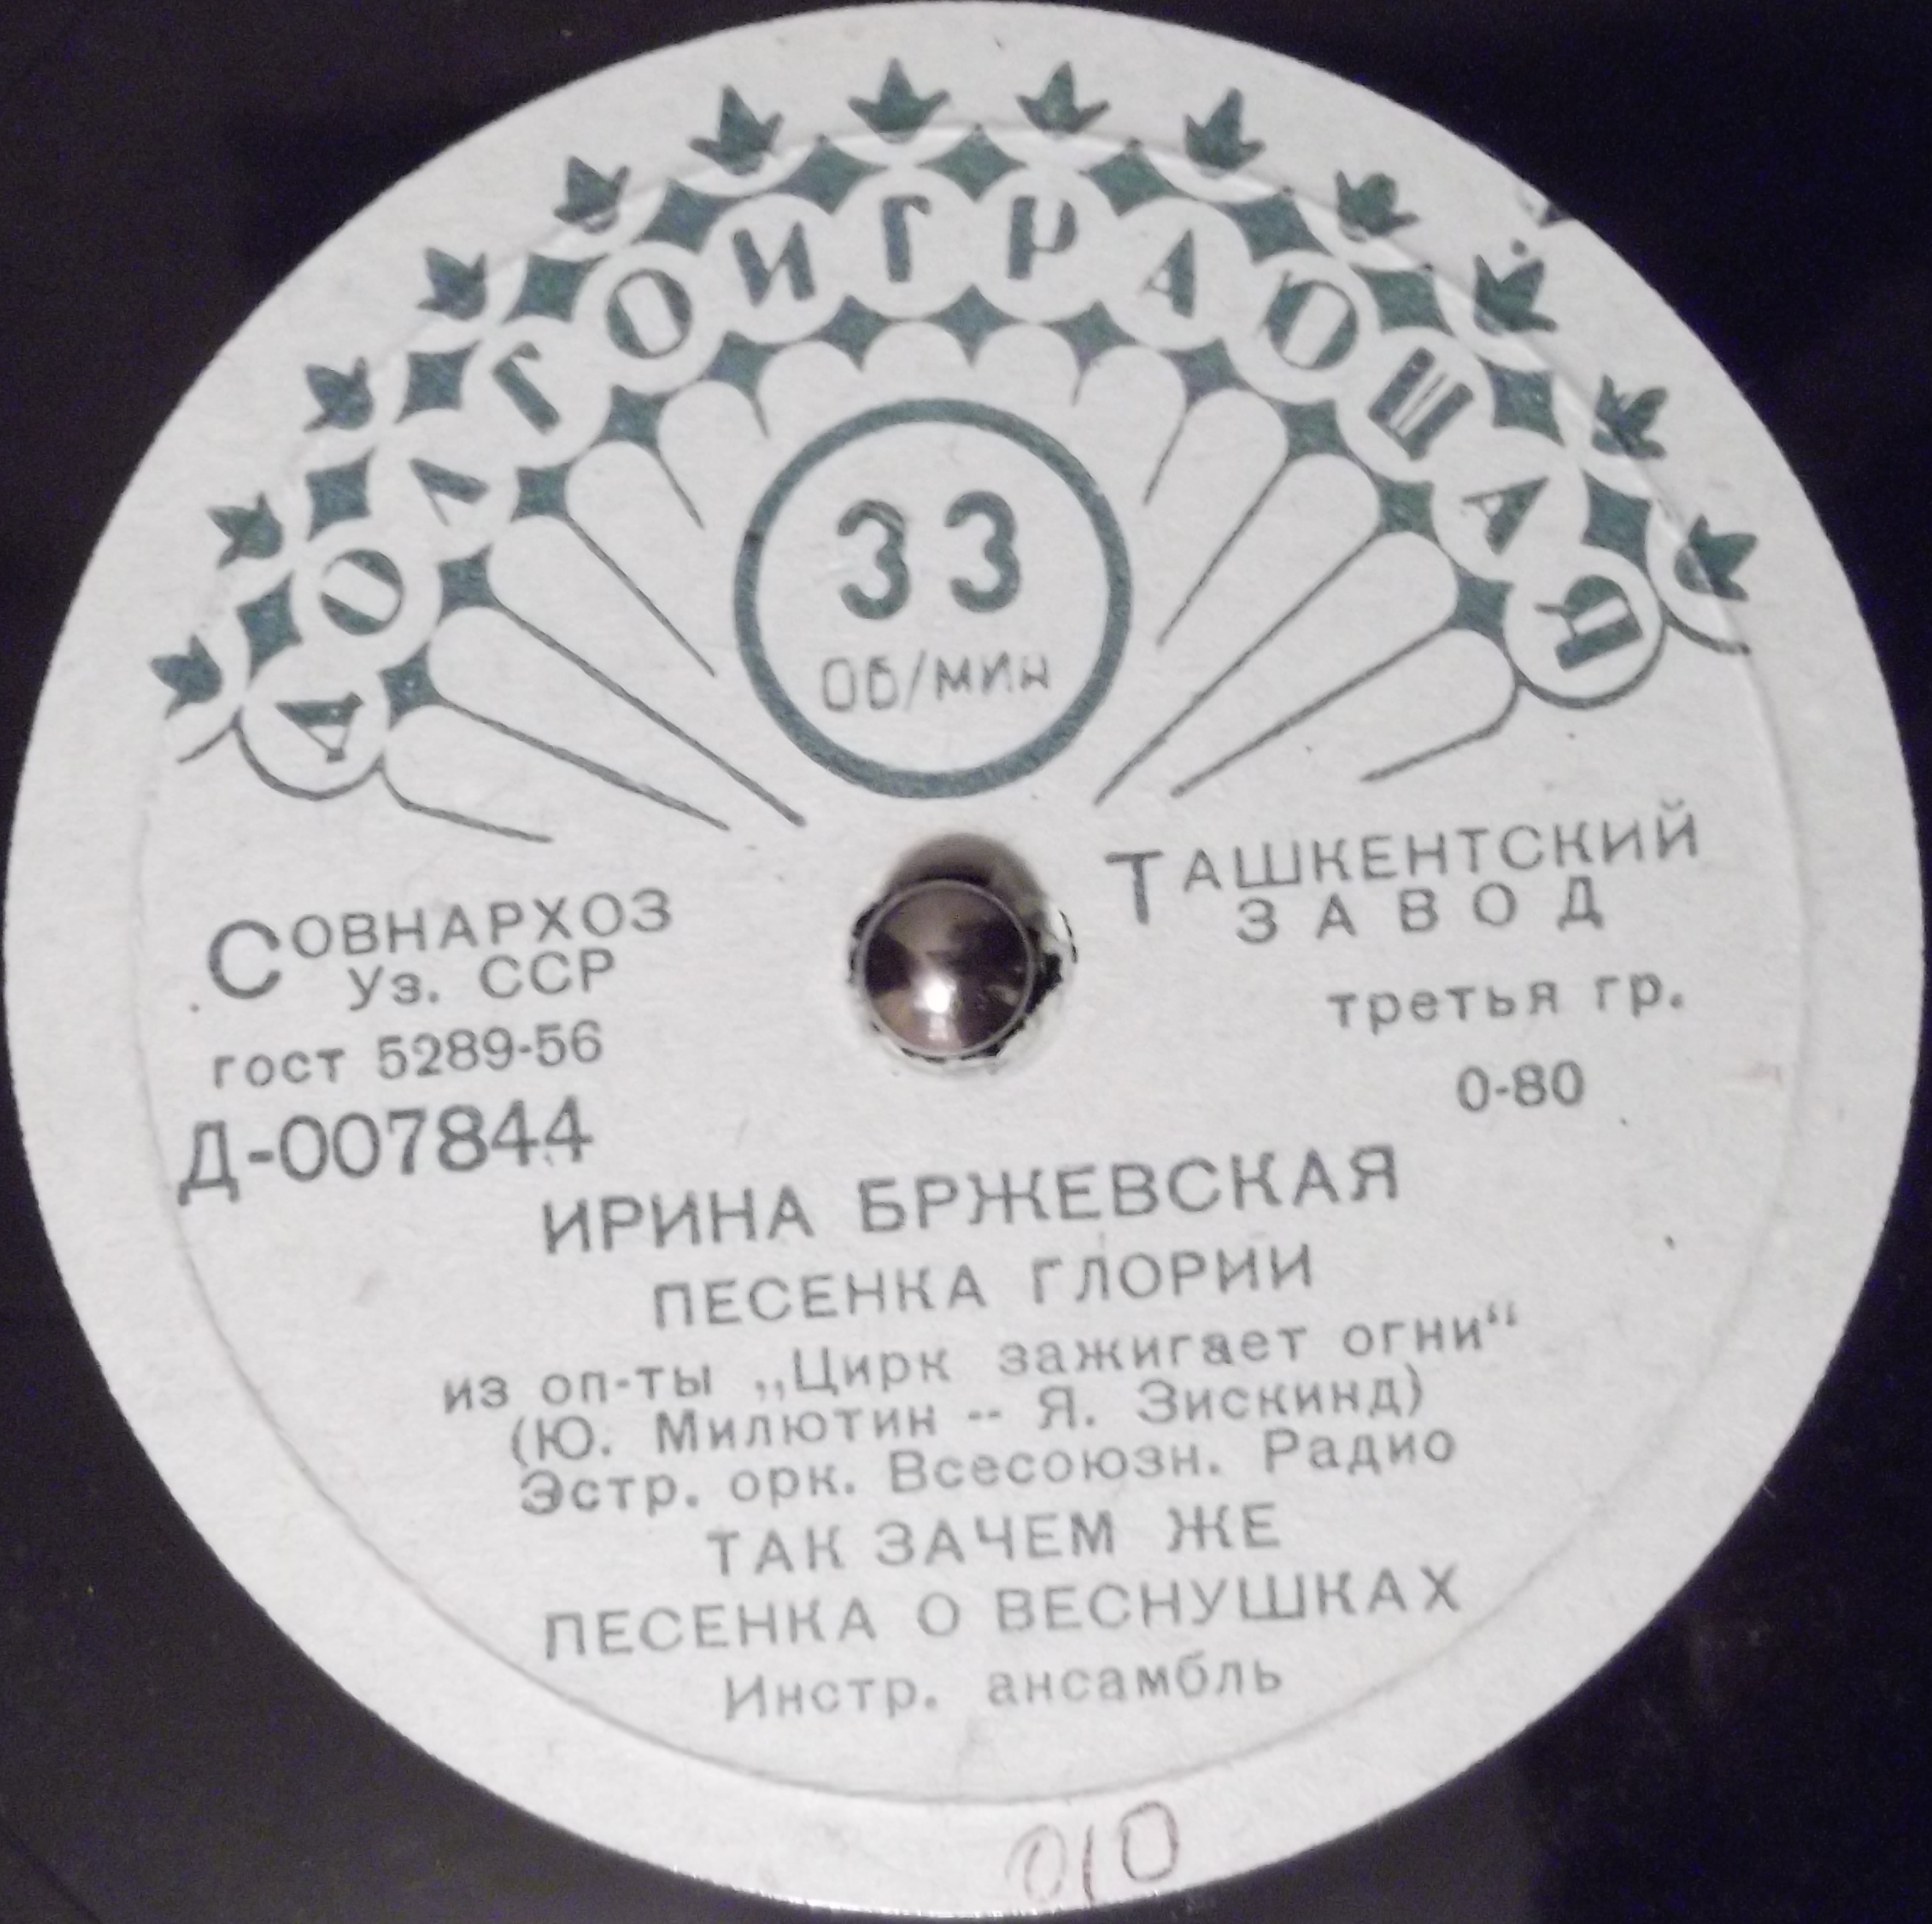 ДОЛГОИГРАЮЩАЯ
33
ОБ/МИН
СОВНАРХОЗ
Уз. ССР
гост 5289-56
Д-007844
ТАШКЕНТСКИЙ
ЗАВОД
третья гр.
0-80
ИРИНА БРЖЕВСКАЯ
ПЕСЕНКА ГЛОРИИ
из оп-ты „Цирк зажигает огни“
(Ю. Милютин -- Я. Зискинд)
Эстр. орк. Всесоюзн. Радио
ТАК ЗАЧЕМ ЖЕ
ПЕСЕНКА О ВЕСНУШКАХ
Инстр. ансамбль
010